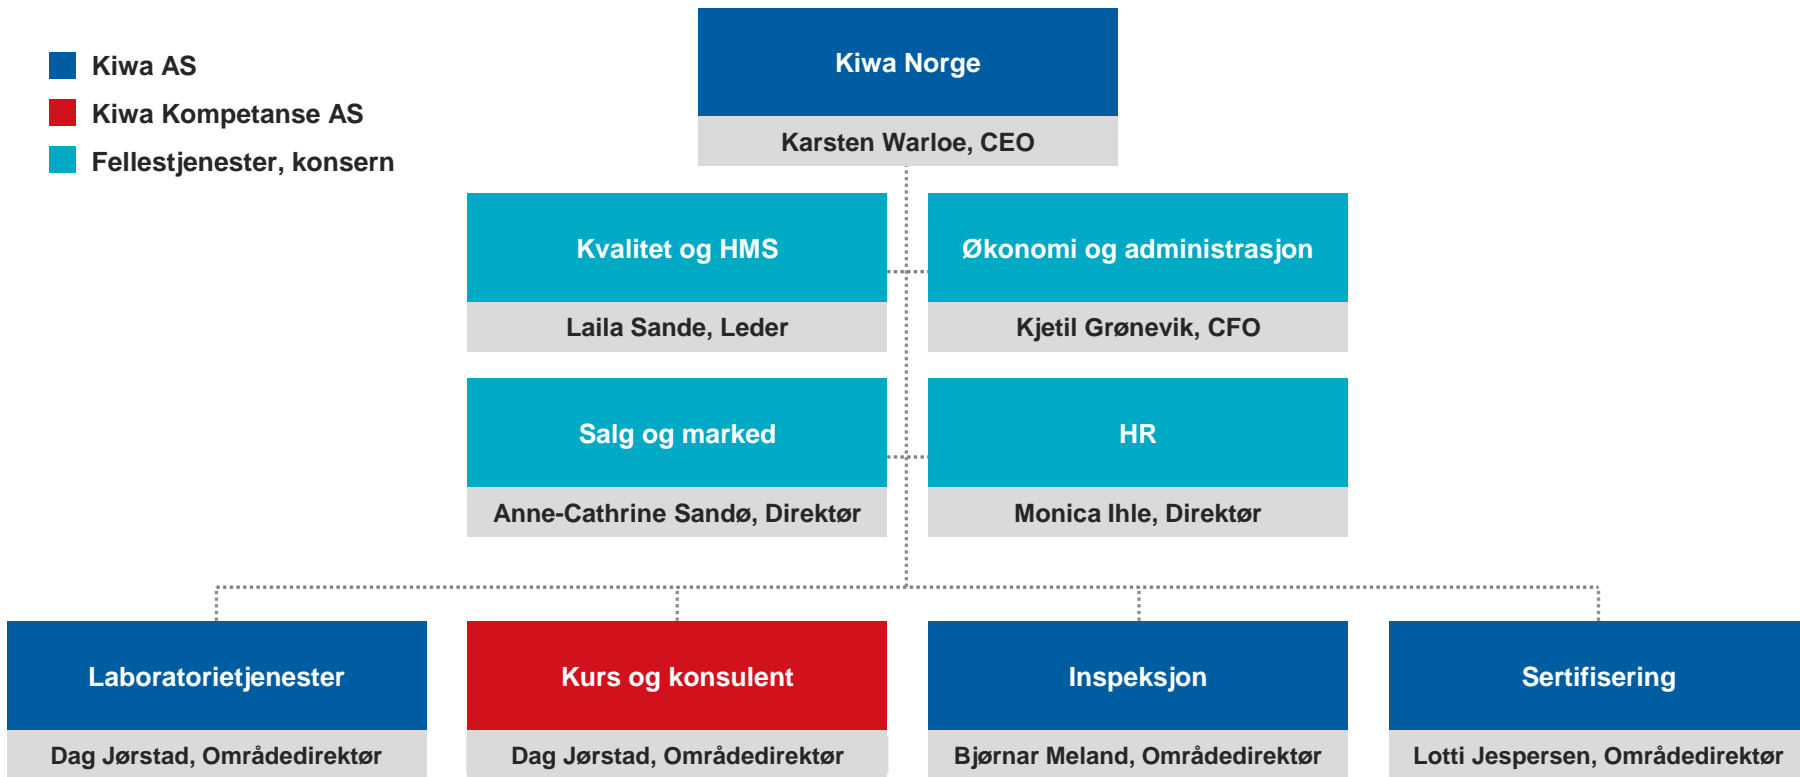 Kiwa AS
Kiwa Kompetanse AS
Fellestjenester, konsern
Kiwa Norge
Karsten Warloe, CEO
Kvalitet og HMS
Laila Sande, Leder
Økonomi og administrasjon
Kjetil Grønevik, CFO
Salg og marked
Anne-Cathrine Sandø, Direktør
HR
Monica Ihle, Direktør
Laboratorietjenester
Dag Jørstad, Områdedirektør
Kurs og konsulent
Dag Jørstad, Områdedirektør
Inspeksjon
Bjørnar Meland, Områdedirektør
Sertifisering
Lotti Jespersen, Områdedirektør